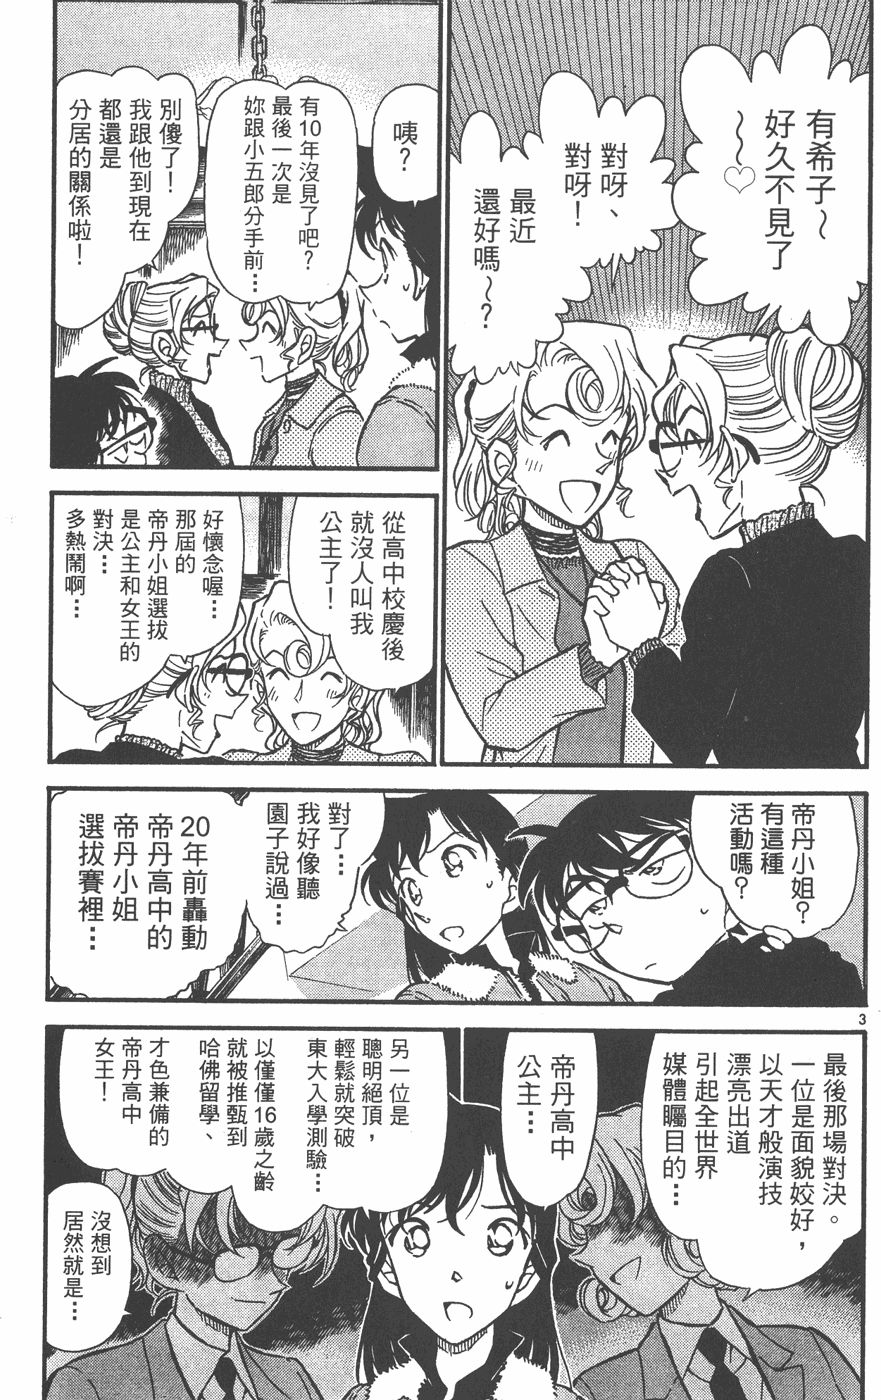 有希子～
好久不見了
～～♡
對呀、
對呀！
最近
還好嗎～？
咦？
有10年沒見了吧？
最後一次是
妳跟小五郎分手前…
別傻了！
我跟他到現在
都還是
分居的關係啦！
從高中校慶後
就沒人叫我
公主了！
好懷念喔…
那屆的
帝丹小姐選拔
是公主和女王的
對決…
多熱鬧啊…
帝丹小姐？
有這種
活動嗎？
對了…
我好像聽
園子說過…
20年前轟動
帝丹高中的
帝丹小姐
選拔賽裡…
3
最後那場對決。
一位是面貌姣好，
以天才般演技
漂亮出道
引起全世界
媒體矚目的…
帝丹高中
公主…
另一位是
聰明絕頂，
輕鬆就突破
東大入學測驗…
以僅僅16歲之齡
就被推甄到
哈佛留學、
才色兼備的
帝丹高中
女王！
沒想到
居然就是…